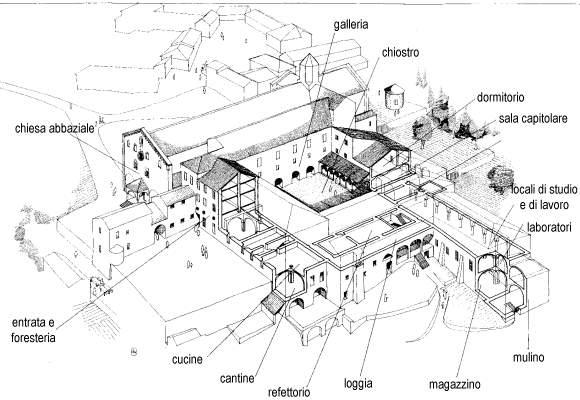 galleria
chiostro
dormitorio
sala capitolare
chiesa abbaziale
locali di studio
e di lavoro
laboratori
entrata e
foresteria
cucine
cantine
refettorio
loggia
magazzino
mulino